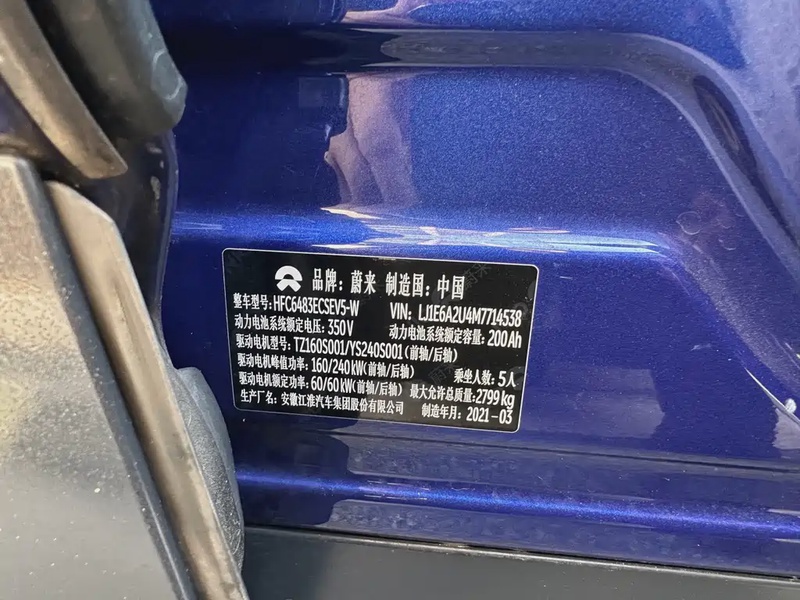 品牌：蔚来 制造国：中国
整车型号：HFC6483ECSEV5-W VIN：LJ1E6A2U4M7714538
动力电池系统额定电压：350V 动力电池系统额定容量：200Ah
驱动电机型号：TZ160S001/YS240S001(前轴/后轴)
驱动电机峰值功率：160/240kW(前轴/后轴) 乘坐人数：5人
驱动电机额定功率：60/60kW(前轴/后轴) 最大允许总质量：2799kg
生产厂名：安徽江淮汽车集团股份有限公司 制造年月：2021-03